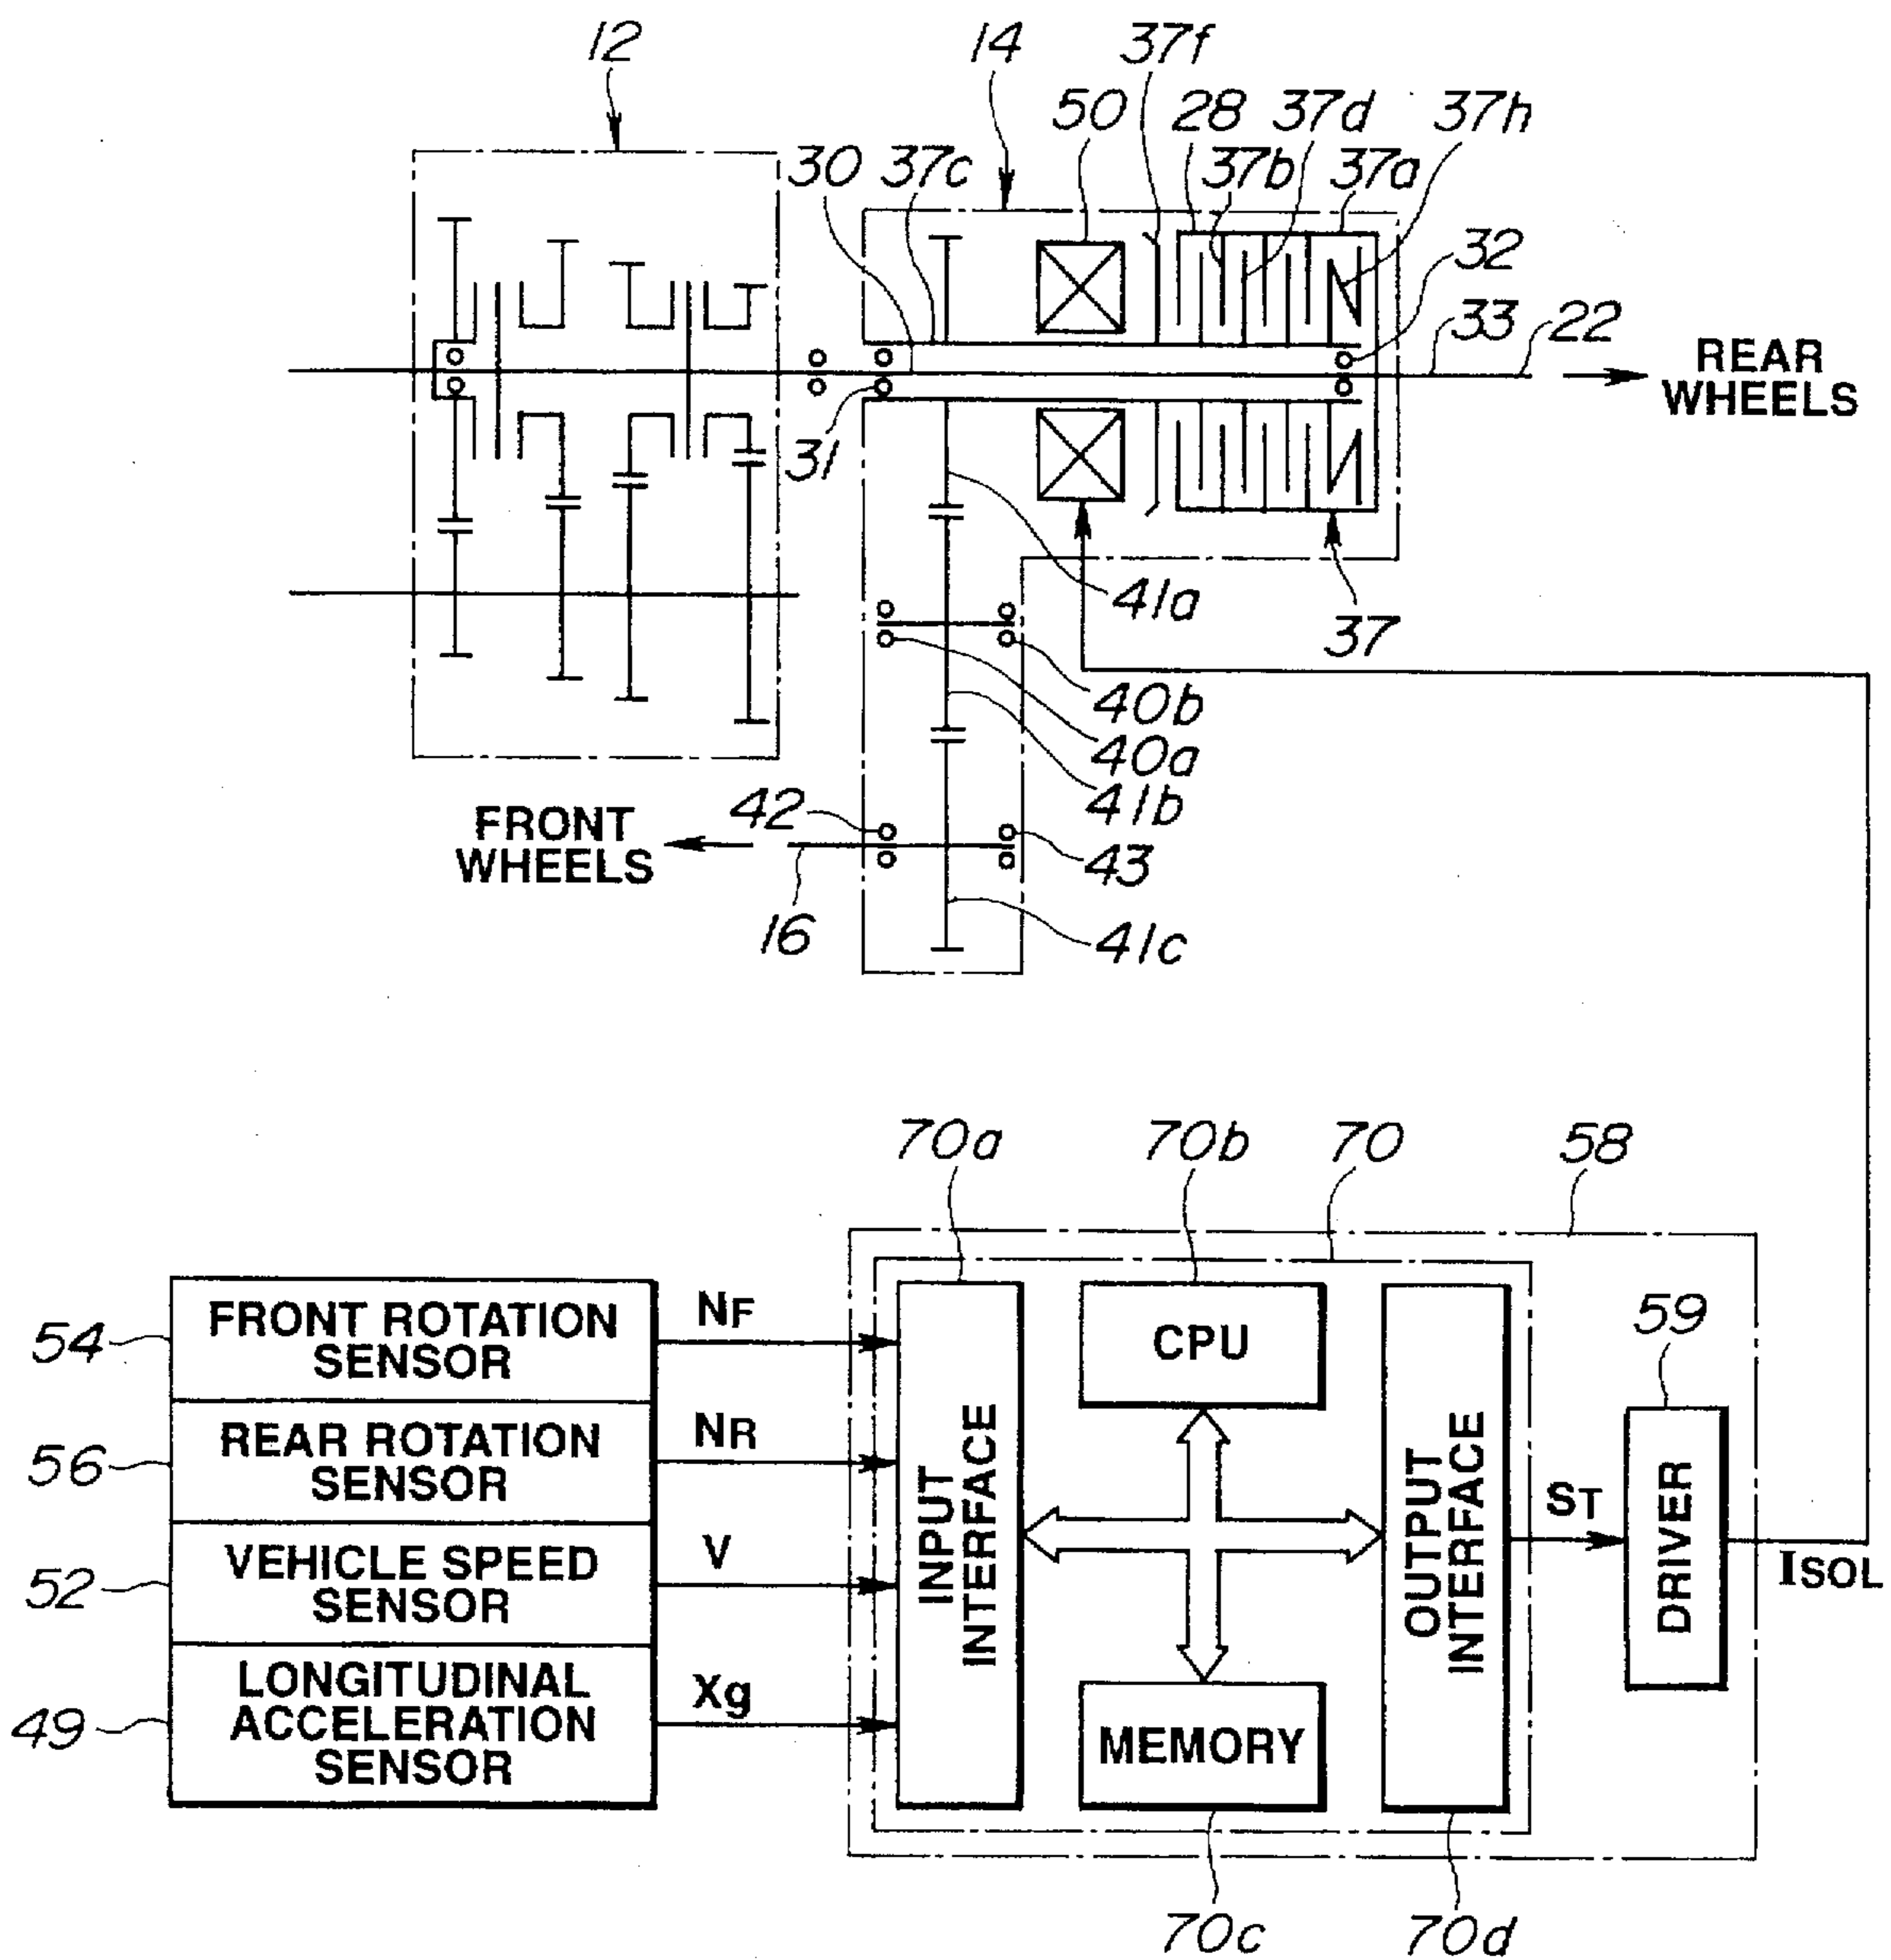 12
14
37f
50
28
37d
37h
30
37c
37b
37a
32
33
22
REAR
WHEELS
31
41a
37
40b
40a
41b
42
FRONT
WHEELS
43
16
41c
70a
70b
70
58
54
FRONT ROTATION
SENSOR
NF
CPU
59
56
REAR ROTATION
SENSOR
NR
INPUT
INTERFACE
OUTPUT
INTERFACE
ST
DRIVER
52
VEHICLE SPEED
SENSOR
V
ISOL
49
LONGITUDINAL
ACCELERATION
SENSOR
Xg
MEMORY
70c
70d